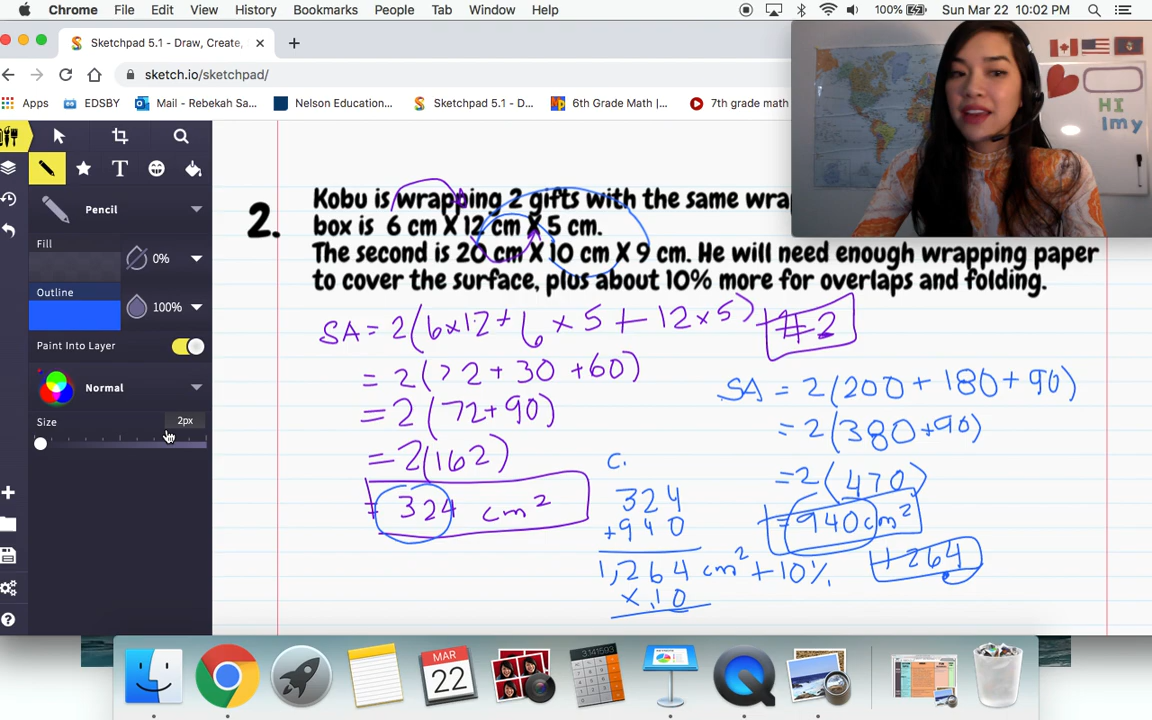 Chrome File Edit View History Bookmarks People Tab Window Help 100% Sun Mar 22 10:02 PM
Sketchpad 5.1 - Draw, Create,
sketch.io/sketchpad/
Apps EDSBY Mail - Rebekah Sa... Nelson Education... Sketchpad 5.1 - D... 6th Grade Math |... 7th grade math
HI
Imy
Pencil
Fill
0%
Outline
100%
Paint Into Layer
Normal
Size
2px
2.
Kobu is wrapping 2 gifts with the same wra
box is 6 cm X 12 cm X 5 cm.
The second is 20 cm X 10 cm X 9 cm. He will need enough wrapping paper
to cover the surface, plus about 10% more for overlaps and folding.
SA = 2(6x12 + 6 x 5 + 12x5)
#2
= 2(72 + 30 + 60)
= 2(72+90)
= 2(162)
= 324 cm²
SA = 2(200 + 180 + 90)
= 2(380+90)
= 2(470)
= 940 cm²
C.
324
+940
1,264 cm² + 10%
+264
x .10
MAR
22
3.141593